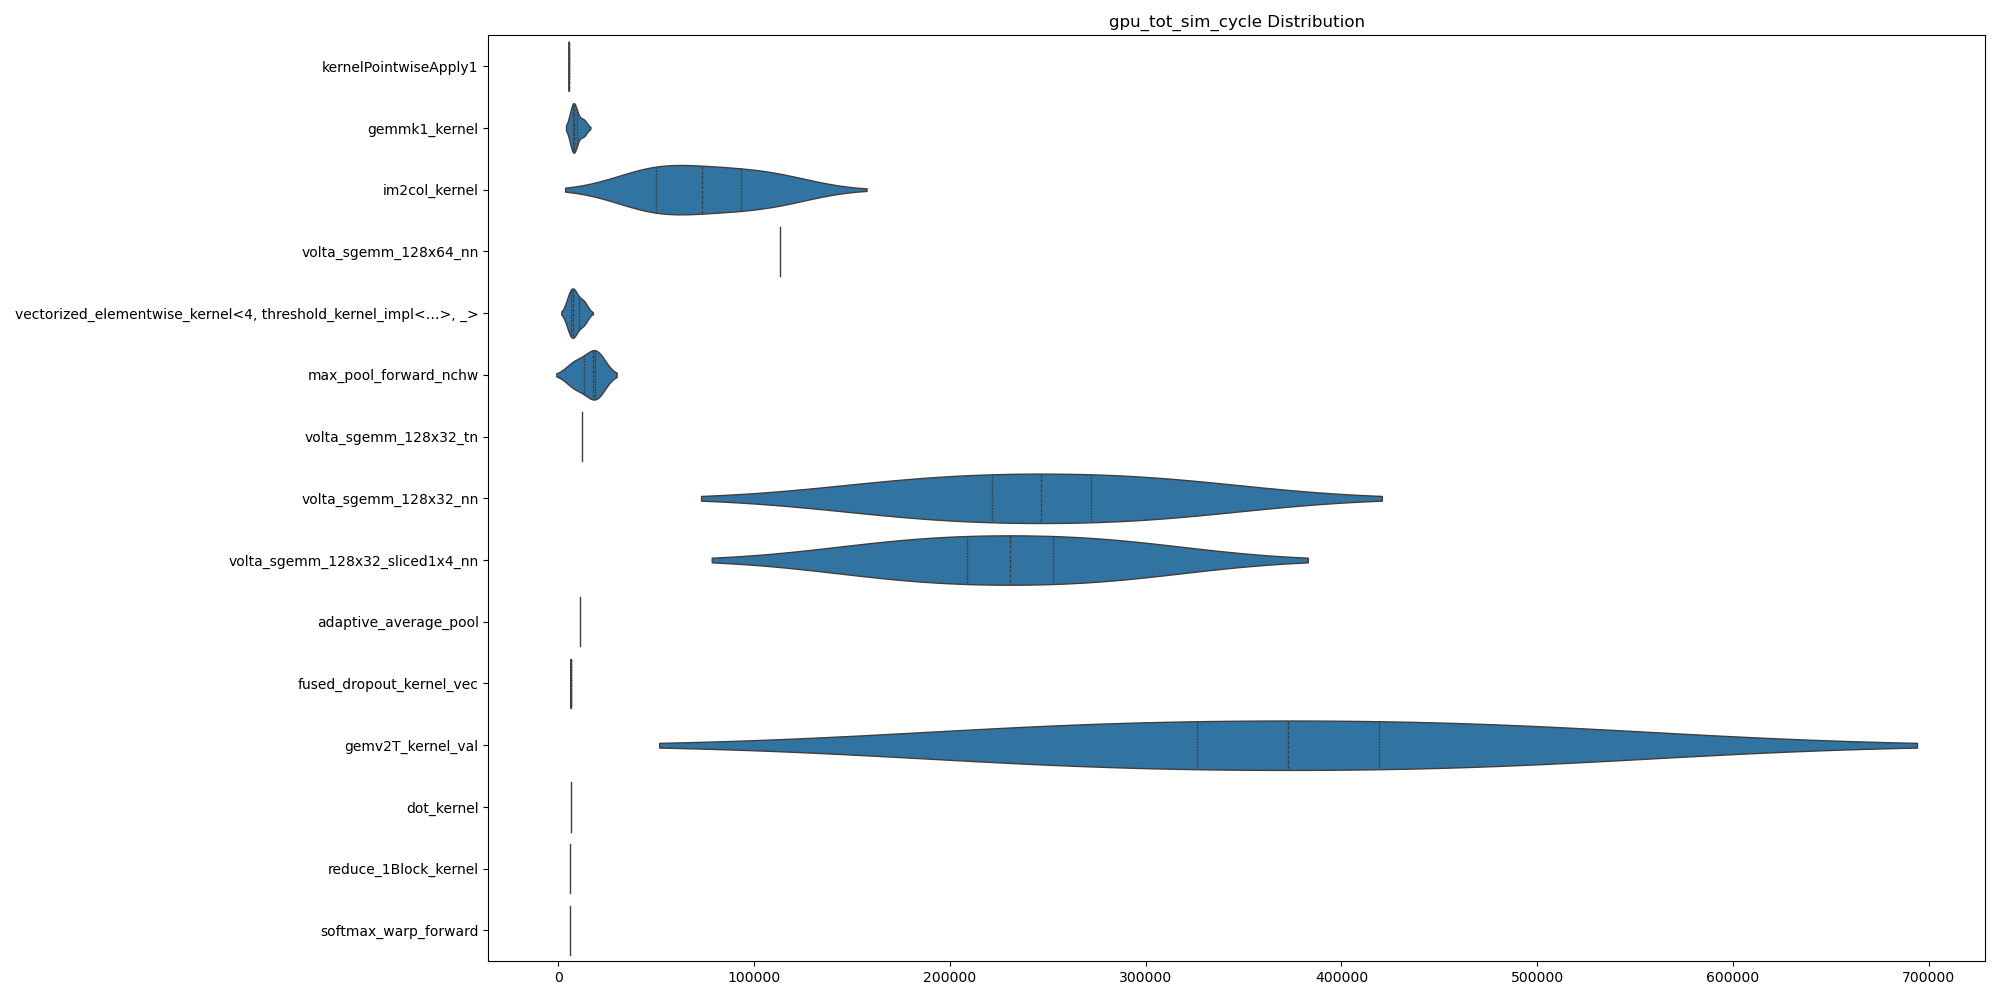 gpu_tot_sim_cycle Distribution
kernelPointwiseApply1
gemmk1_kernel
im2col_kernel
volta_sgemm_128x64_nn
vectorized_elementwise_kernel<4, threshold_kernel_impl<...>, _>
max_pool_forward_nchw
volta_sgemm_128x32_tn
volta_sgemm_128x32_nn
volta_sgemm_128x32_sliced1x4_nn
adaptive_average_pool
fused_dropout_kernel_vec
gemv2T_kernel_val
dot_kernel
reduce_1Block_kernel
softmax_warp_forward
0 100000 200000 300000 400000 500000 600000 700000